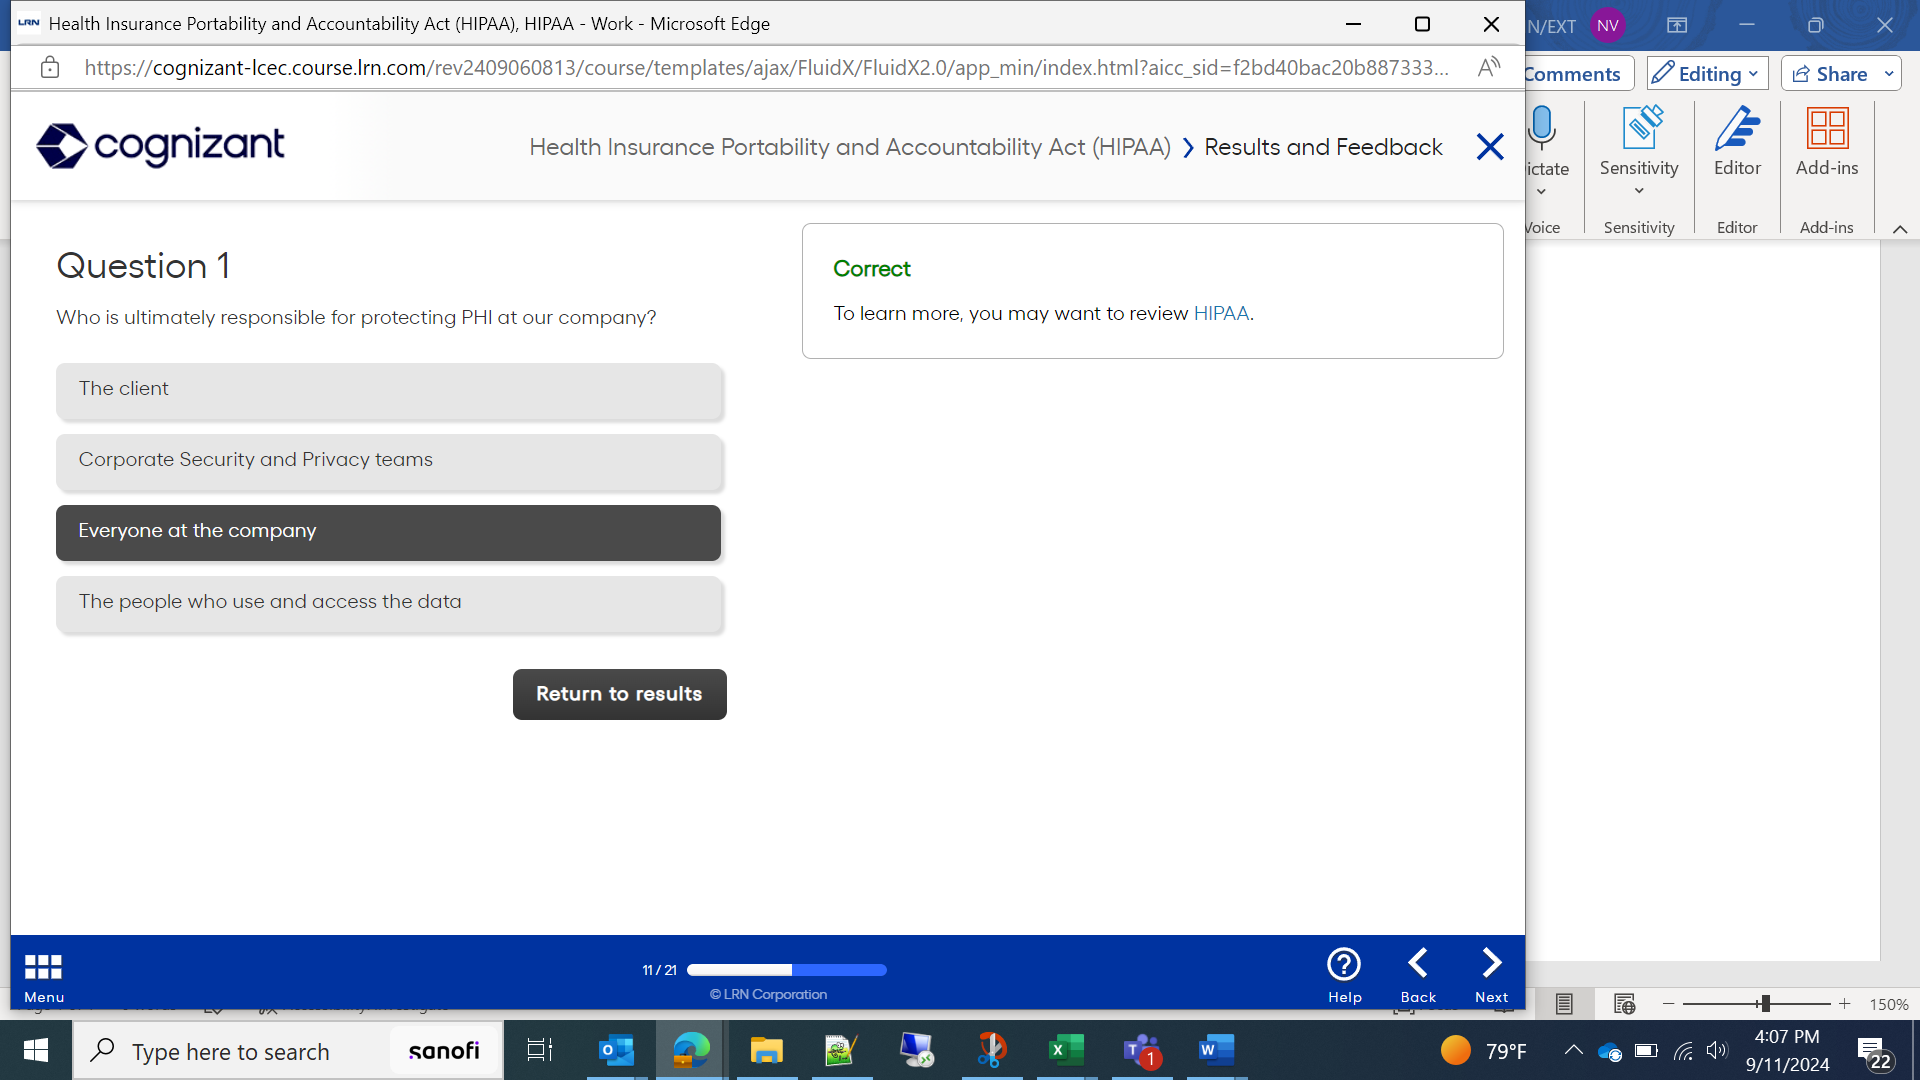 LRN Health Insurance Portability and Accountability Act (HIPAA), HIPAA - Work - Microsoft Edge
N/EXT NV
https://cognizant-lcec.course.lrn.com/rev2409060813/course/templates/ajax/FluidX/FluidX2.0/app_min/index.html?aicc_sid=f2bd40bac20b887333...
Comments Editing Share
cognizant
Health Insurance Portability and Accountability Act (HIPAA) Results and Feedback
ictate Sensitivity Editor Add-ins
Voice Sensitivity Editor Add-ins
Question 1
Who is ultimately responsible for protecting PHI at our company?
The client
Corporate Security and Privacy teams
Everyone at the company
The people who use and access the data
Return to results
Correct
To learn more, you may want to review HIPAA.
Menu
11 / 21
© LRN Corporation
Help Back Next
150%
Type here to search
sanofi
1
79°F
4:07 PM
9/11/2024
22